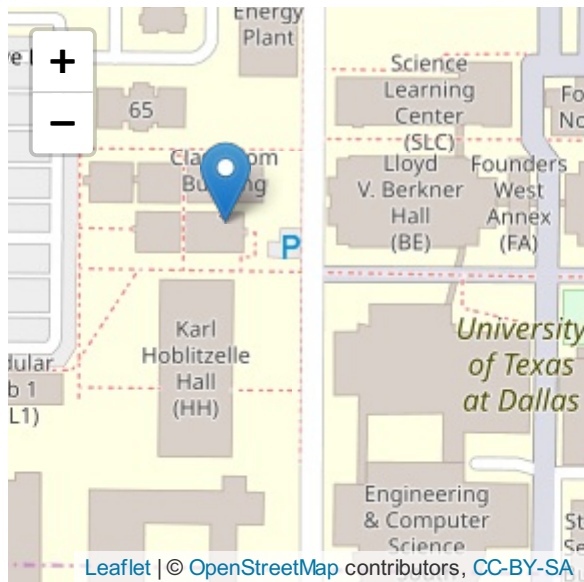 Energy
Plant
+
−
65
Science
Learning
Center
(SLC)
Building
Lloyd
V. Berkner
Hall
(BE)
Founders
West
Annex
(FA)
P
Karl
Hoblitzelle
Hall
(HH)
University
of Texas
at Dallas
Engineering
& Computer
Science
Leaflet | © OpenStreetMap contributors, CC-BY-SA